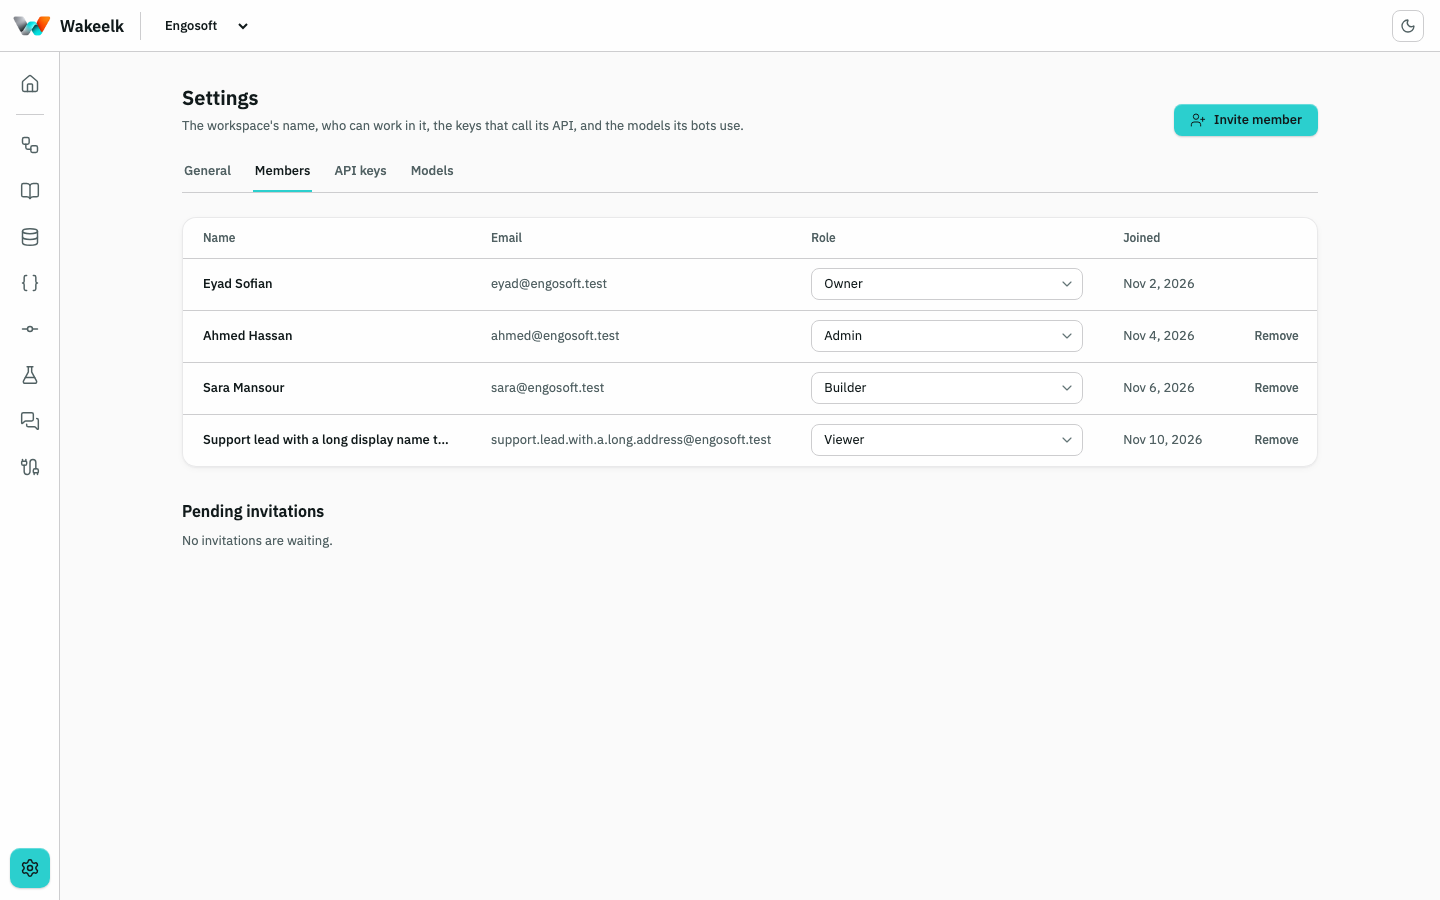 Wakeelk
Engosoft
Settings
The workspace's name, who can work in it, the keys that call its API, and the models its bots use.
Invite member
General Members API keys Models
Name Email Role Joined
Eyad Sofian eyad@engosoft.test Owner Nov 2, 2026
Ahmed Hassan ahmed@engosoft.test Admin Nov 4, 2026 Remove
Sara Mansour sara@engosoft.test Builder Nov 6, 2026 Remove
Support lead with a long display name t... support.lead.with.a.long.address@engosoft.test Viewer Nov 10, 2026 Remove
Pending invitations
No invitations are waiting.